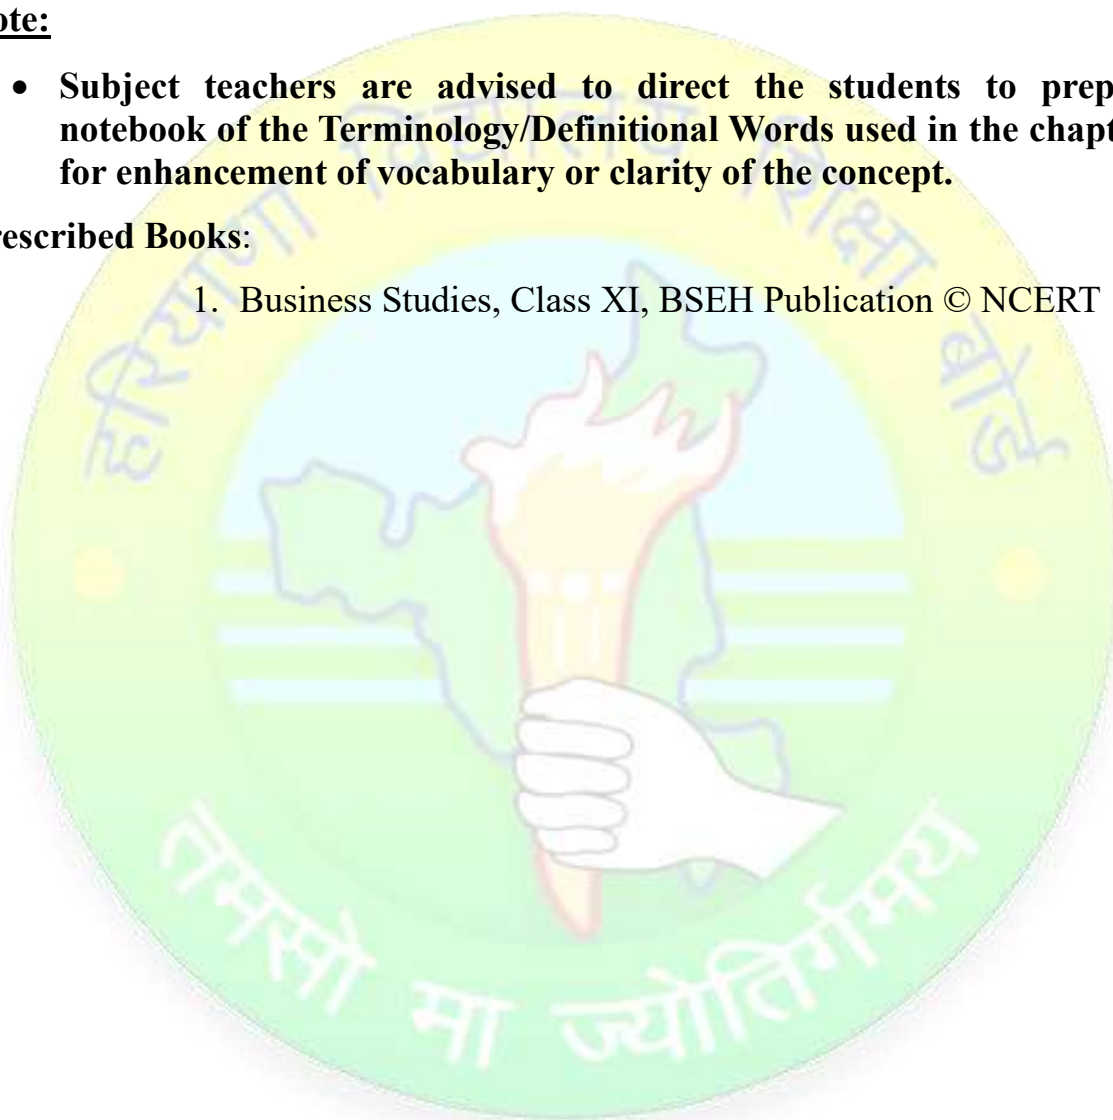 ote:
• Subject teachers are advised to direct the students to prep
notebook of the Terminology/Definitional Words used in the chapt
for enhancement of vocabulary or clarity of the concept.
rescribed Books:
1. Business Studies, Class XI, BSEH Publication © NCERT
हरियाणा विद्यालय शिक्षा बोर्ड
तमसो मा ज्योतिर्गमय